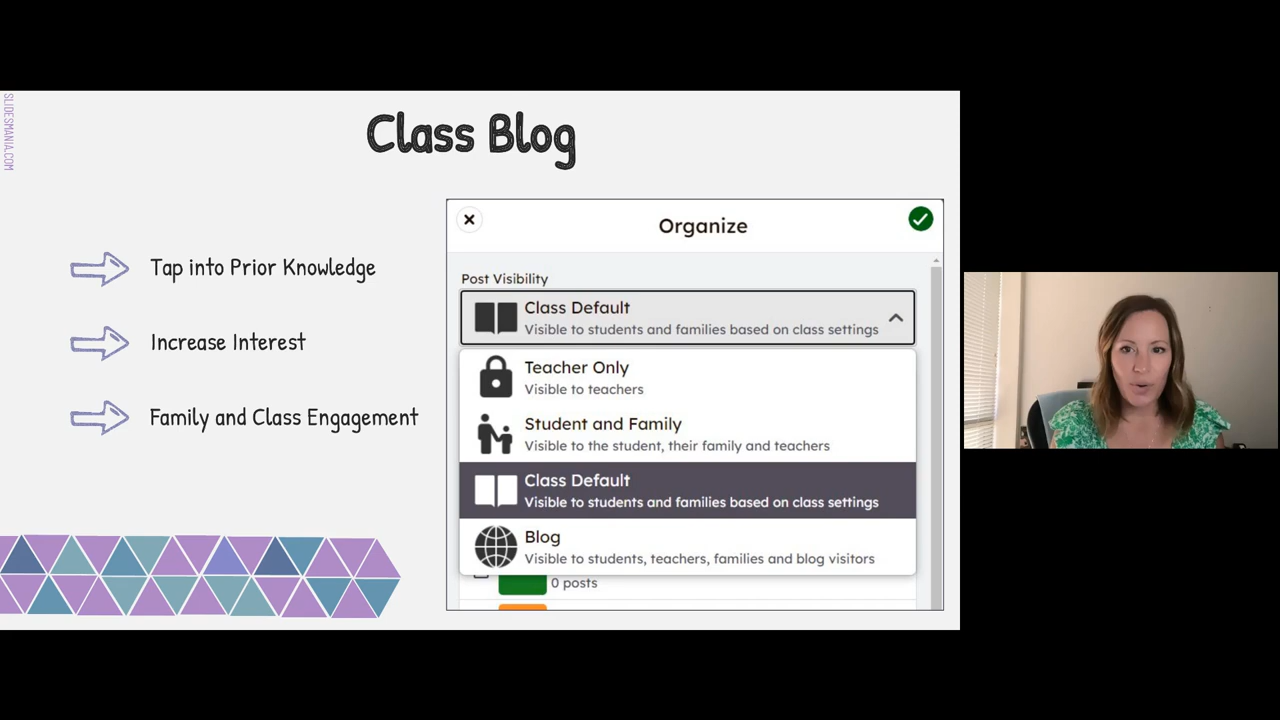 SLIDESMANIA.COM
Class Blog
Tap into Prior Knowledge
Increase Interest
Family and Class Engagement
Organize
Post Visibility
Class Default
Visible to students and families based on class settings
Teacher Only
Visible to teachers
Student and Family
Visible to the student, their family and teachers
Class Default
Visible to students and families based on class settings
Blog
Visible to students, teachers, families and blog visitors
0 posts